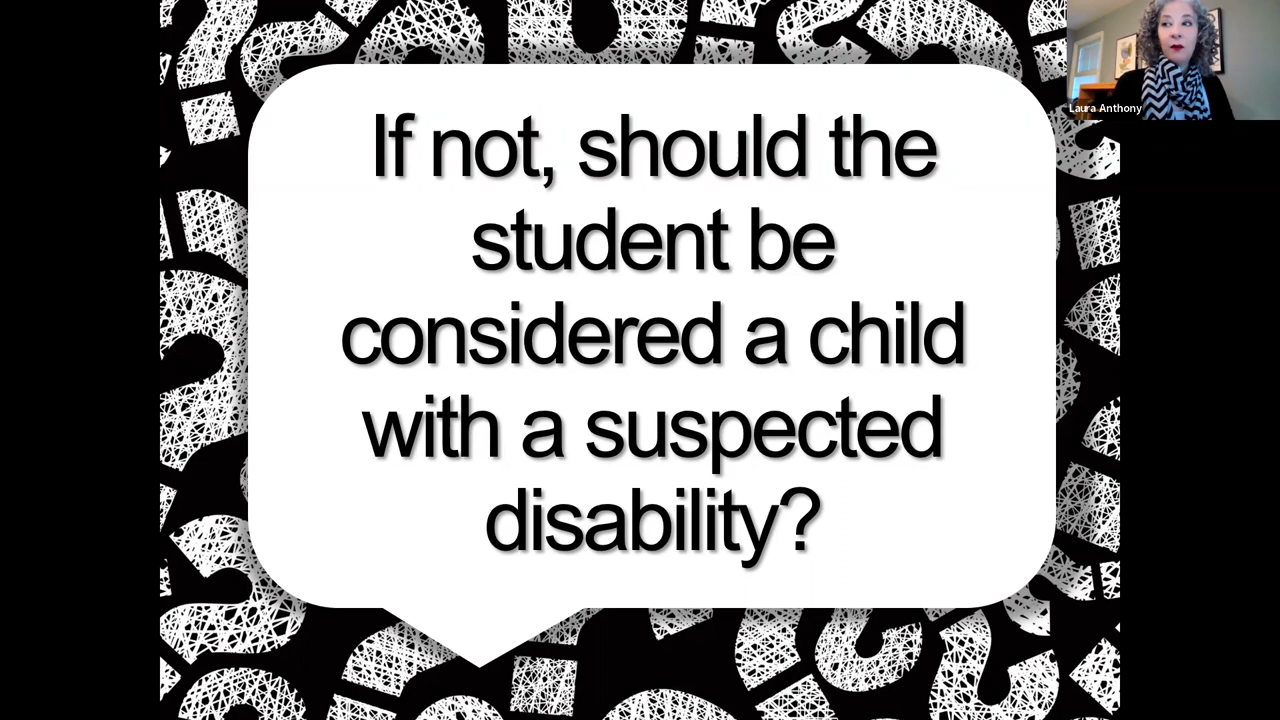 Laura Anthony
If not, should the
student be
considered a child
with a suspected
disability?